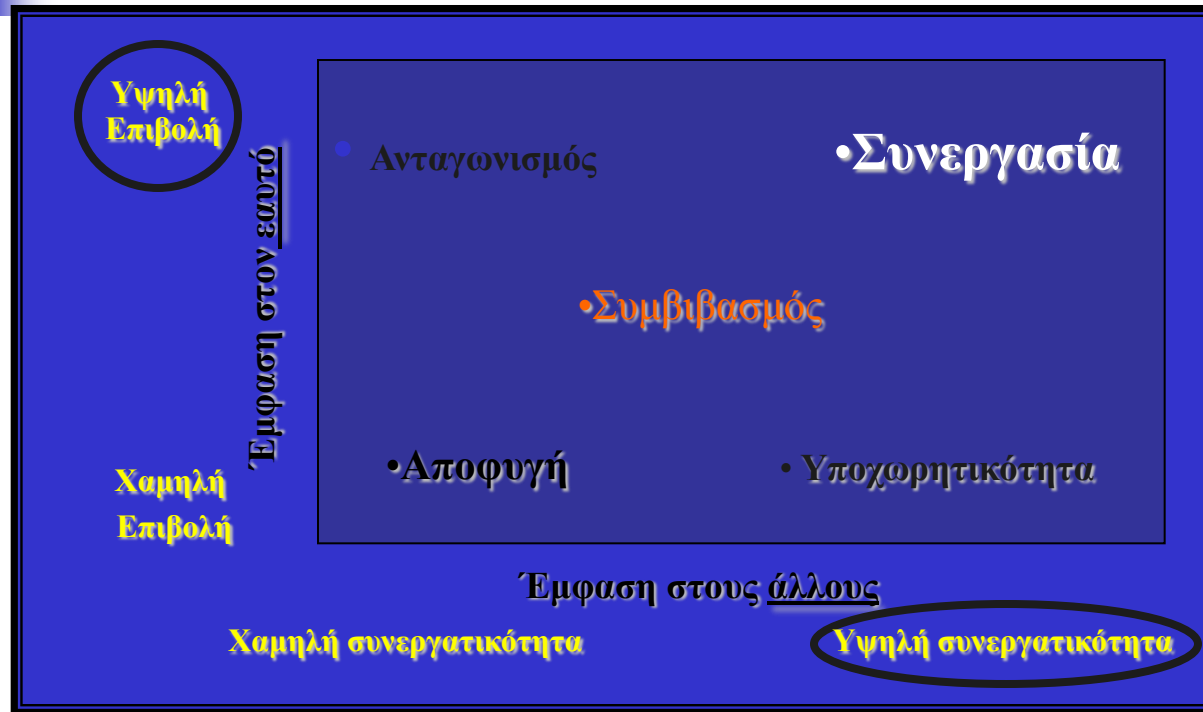 Υψηλή
Επιβολή
Έμφαση στον εαυτό
• Ανταγωνισμός
•Συνεργασία
•Συμβιβασμός
•Αποφυγή
• Υποχωρητικότητα
Χαμηλή
Επιβολή
Έμφαση στους άλλους
Χαμηλή συνεργατικότητα
Υψηλή συνεργατικότητα